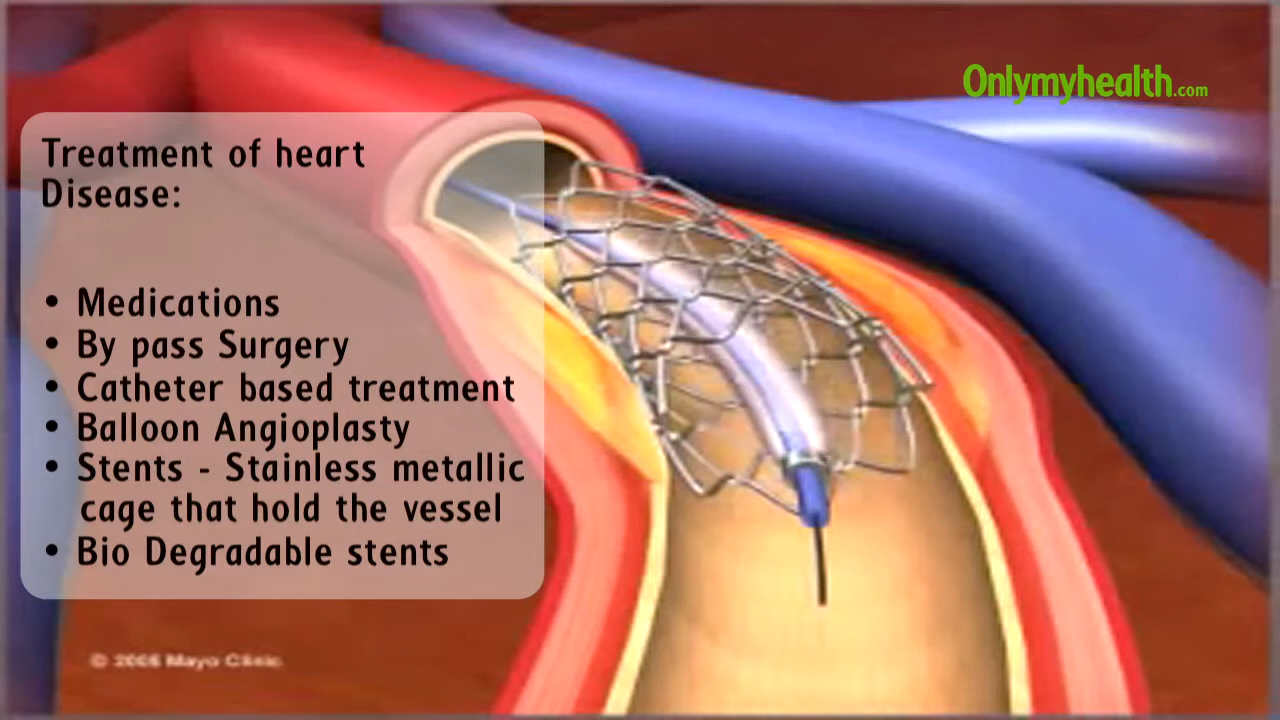 Onlymyhealth.com
Treatment of heart
Disease:
• Medications
• By pass Surgery
• Catheter based treatment
• Balloon Angioplasty
• Stents - Stainless metallic
cage that hold the vessel
• Bio Degradable stents
© 2005 Mayo Clinic